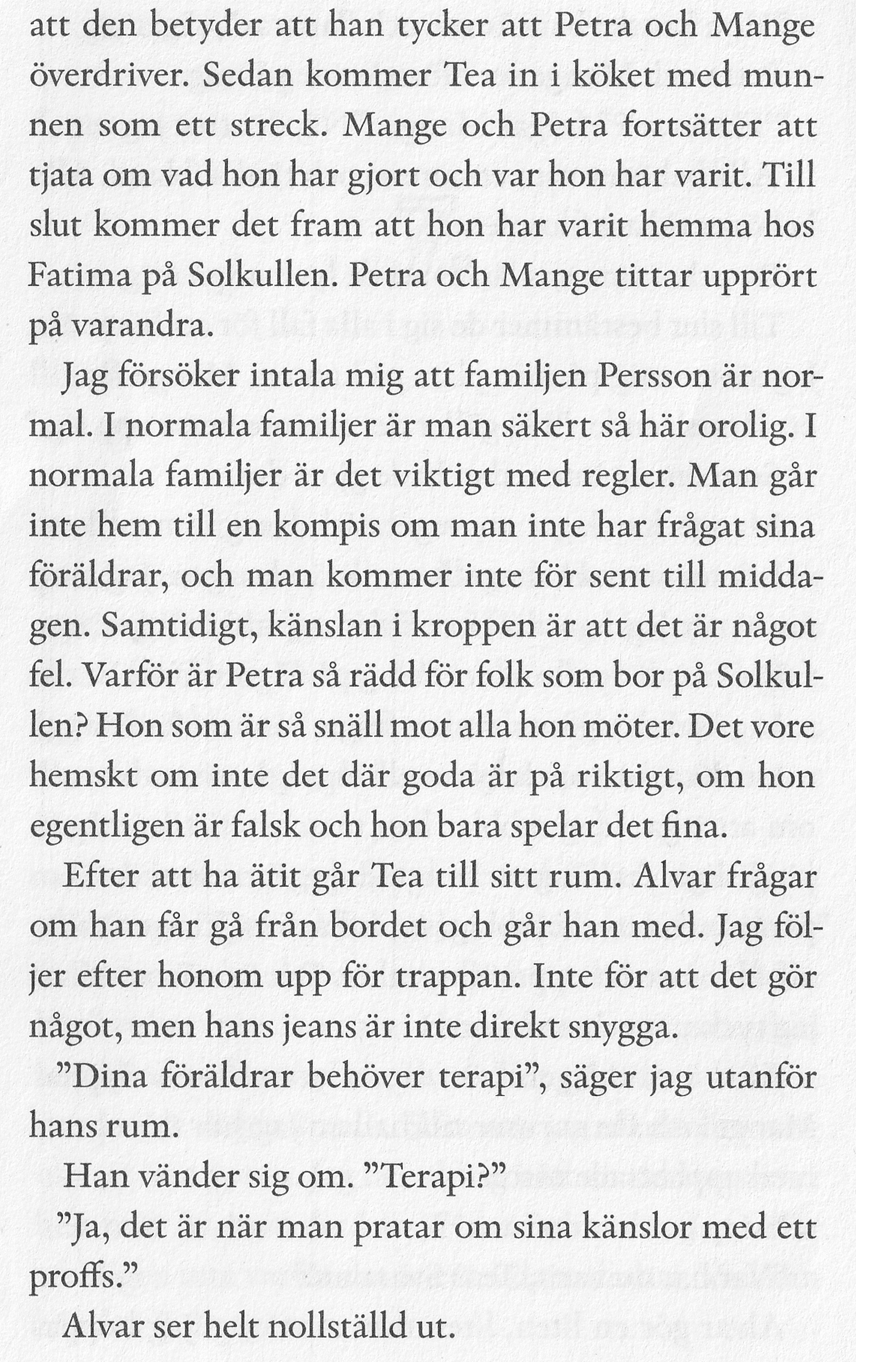 att den betyder att han tycker att Petra och Mange
överdriver. Sedan kommer Tea in i köket med mun-
nen som ett streck. Mange och Petra fortsätter att
tjata om vad hon har gjort och var hon har varit. Till
slut kommer det fram att hon har varit hemma hos
Fatima på Solkullen. Petra och Mange tittar upprört
på varandra.
Jag försöker intala mig att familjen Persson är nor-
mal. I normala familjer är man säkert så här orolig. I
normala familjer är det viktigt med regler. Man går
inte hem till en kompis om man inte har frågat sina
föräldrar, och man kommer inte för sent till midda-
gen. Samtidigt, känslan i kroppen är att det är något
fel. Varför är Petra så rädd för folk som bor på Solkul-
len? Hon som är så snäll mot alla hon möter. Det vore
hemskt om inte det där goda är på riktigt, om hon
egentligen är falsk och hon bara spelar det fina.
Efter att ha ätit går Tea till sitt rum. Alvar frågar
om han får gå från bordet och går han med. Jag föl-
jer efter honom upp för trappan. Inte för att det gör
något, men hans jeans är inte direkt snygga.
”Dina föräldrar behöver terapi”, säger jag utanför
hans rum.
Han vänder sig om. ”Terapi?”
”Ja, det är när man pratar om sina känslor med ett
proffs.”
Alvar ser helt nollställd ut.